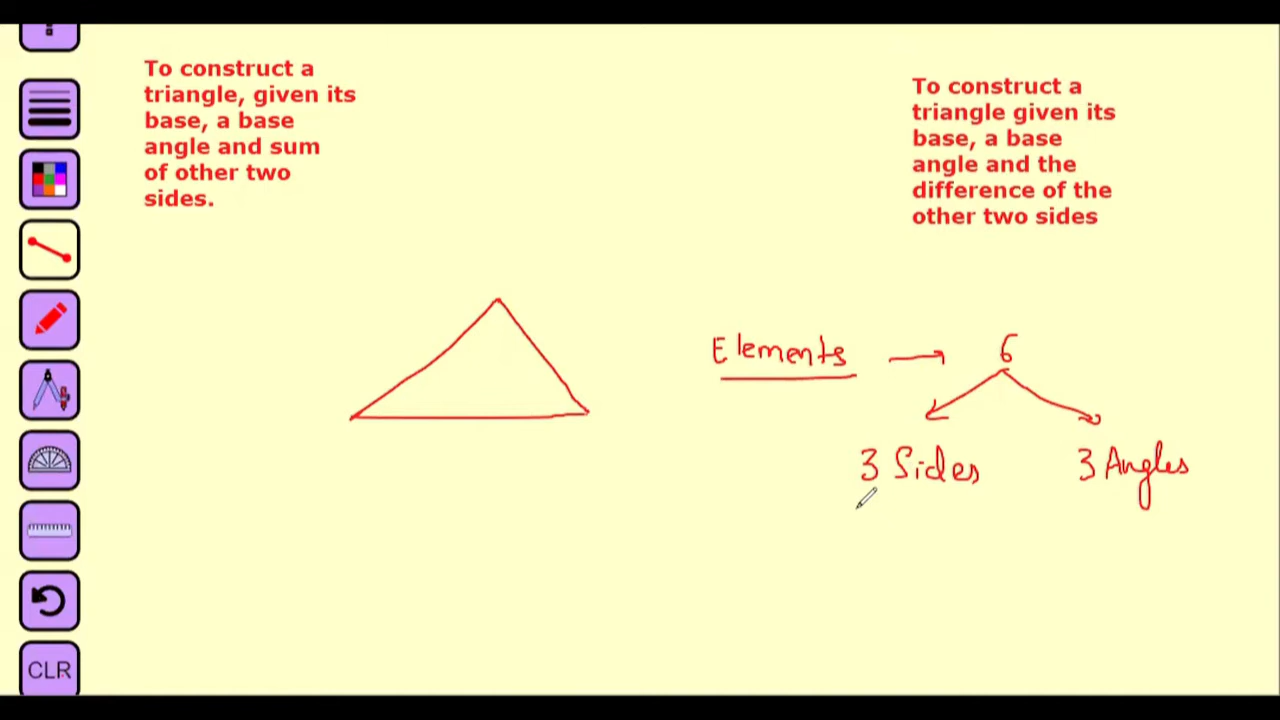 To construct a
triangle, given its
base, a base
angle and sum
of other two
sides.
To construct a
triangle given its
base, a base
angle and the
difference of the
other two sides
Elements → 6
3 Sides 3 Angles
CLR